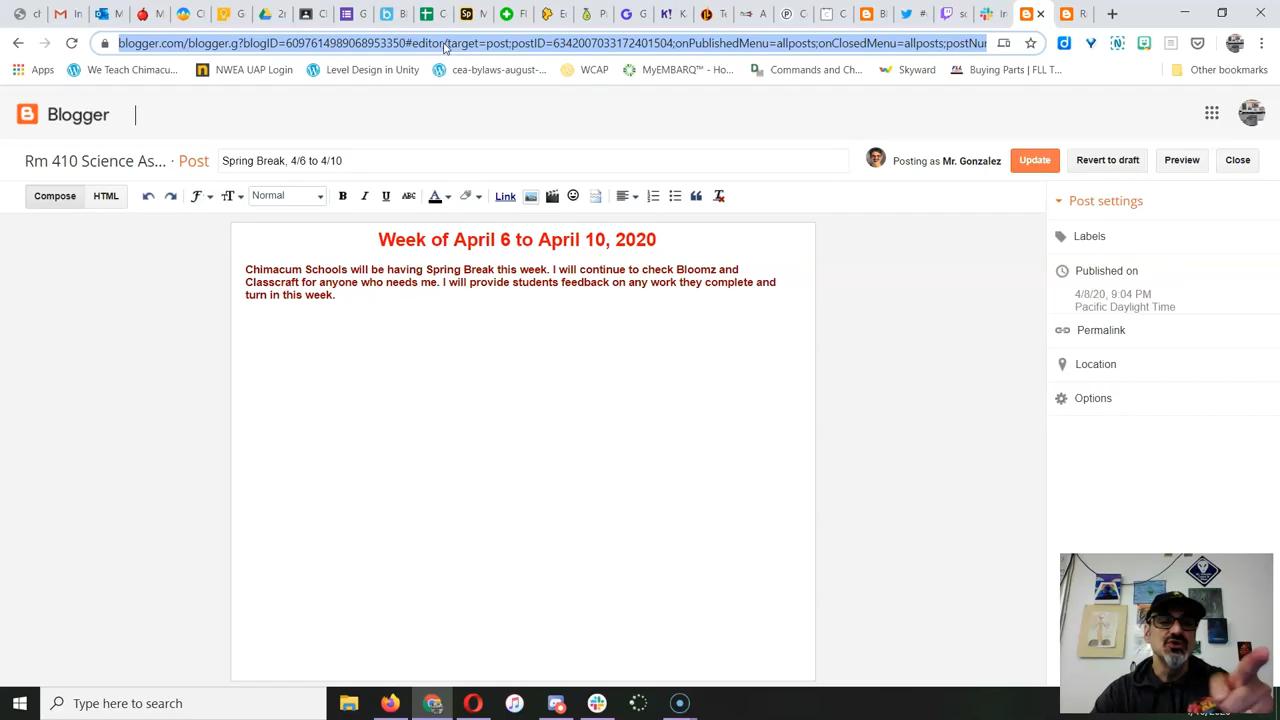 blogger.com/blogger.g?blogID=6097614989068953350#editor/target=post;postID=6342007033172401504;onPublishedMenu=allposts;onClosedMenu=allposts;postNur
Apps We Teach Chimacu... NWEA UAP Login Level Design in Unity cea-bylaws-august-... WCAP MyEMBARQ™ - Ho... Commands and Ch... Skyward Buying Parts | FLL T... Other bookmarks
Blogger
Rm 410 Science As... · Post Spring Break, 4/6 to 4/10 Posting as Mr. Gonzalez Update Revert to draft Preview Close
Compose HTML Normal B I U ABC A Link
Post settings
Week of April 6 to April 10, 2020
Chimacum Schools will be having Spring Break this week. I will continue to check Bloomz and
Classcraft for anyone who needs me. I will provide students feedback on any work they complete and
turn in this week.
Labels
Published on
4/8/20, 9:04 PM
Pacific Daylight Time
Permalink
Location
Options
Type here to search